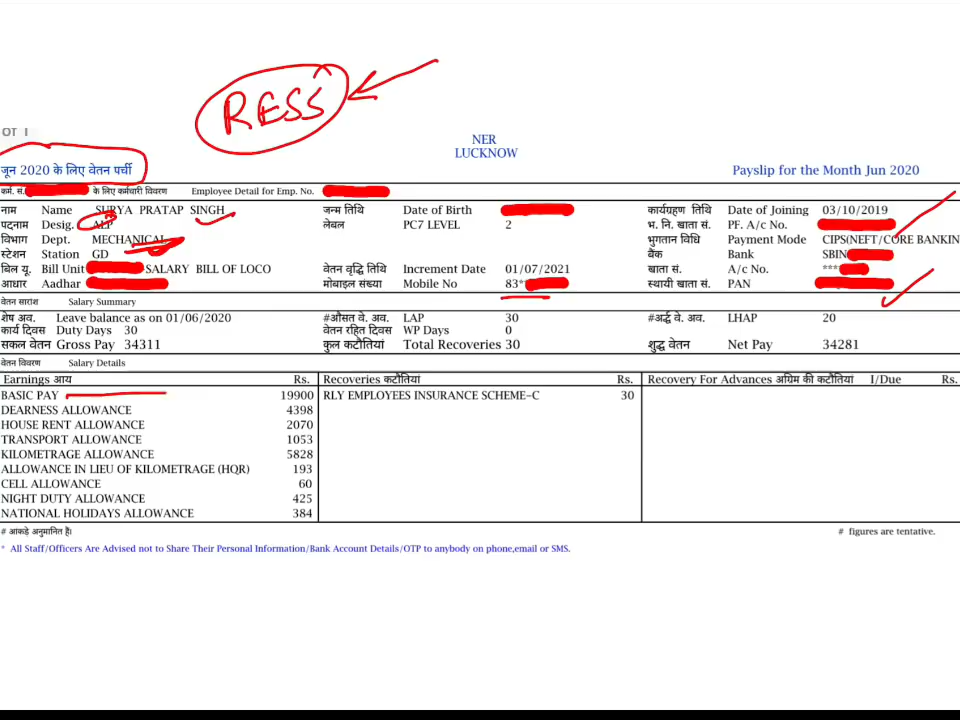 RESS
OT I
NER
LUCKNOW
जून 2020 के लिए वेतन पर्ची Payslip for the Month Jun 2020
कर्म. सं. के लिए कर्मचारी विवरण Employee Detail for Emp. No.
नाम Name SURYA PRATAP SINGH जन्म तिथि Date of Birth कार्यग्रहण तिथि Date of Joining 03/10/2019
पदनाम Desig. ALP लेबल PC7 LEVEL 2 भ. नि. खाता सं. PF. A/c No.
विभाग Dept. MECHANICAL भुगतान विधि Payment Mode CIPS(NEFT/CORE BANKIN
स्टेशन Station GD बैंक Bank SBIN
बिल यू. Bill Unit -SALARY BILL OF LOCO वेतन वृद्धि तिथि Increment Date 01/07/2021 खाता सं. A/c No. ***
आधार Aadhar मोबाइल संख्या Mobile No 83* स्थायी खाता सं. PAN
वेतन सारांश Salary Summary
शेष अव. Leave balance as on 01/06/2020 #औसत वे. अव. LAP 30 #अर्द्ध वे. अव. LHAP 20
कार्य दिवस Duty Days 30 वेतन रहित दिवस WP Days 0
सकल वेतन Gross Pay 34311 कुल कटौतियां Total Recoveries 30 शुद्ध वेतन Net Pay 34281
वेतन विवरण Salary Details
Earnings आय Rs. Recoveries कटौतियां Rs. Recovery For Advances अग्रिम की कटौतियां I/Due Rs.
BASIC PAY 19900 RLY EMPLOYEES INSURANCE SCHEME-C 30
DEARNESS ALLOWANCE 4398
HOUSE RENT ALLOWANCE 2070
TRANSPORT ALLOWANCE 1053
KILOMETRAGE ALLOWANCE 5828
ALLOWANCE IN LIEU OF KILOMETRAGE (HQR) 193
CELL ALLOWANCE 60
NIGHT DUTY ALLOWANCE 425
NATIONAL HOLIDAYS ALLOWANCE 384
# आंकड़े अनुमानित हैं। # figures are tentative.
* All Staff/Officers Are Advised not to Share Their Personal Information/Bank Account Details/OTP to anybody on phone,email or SMS.